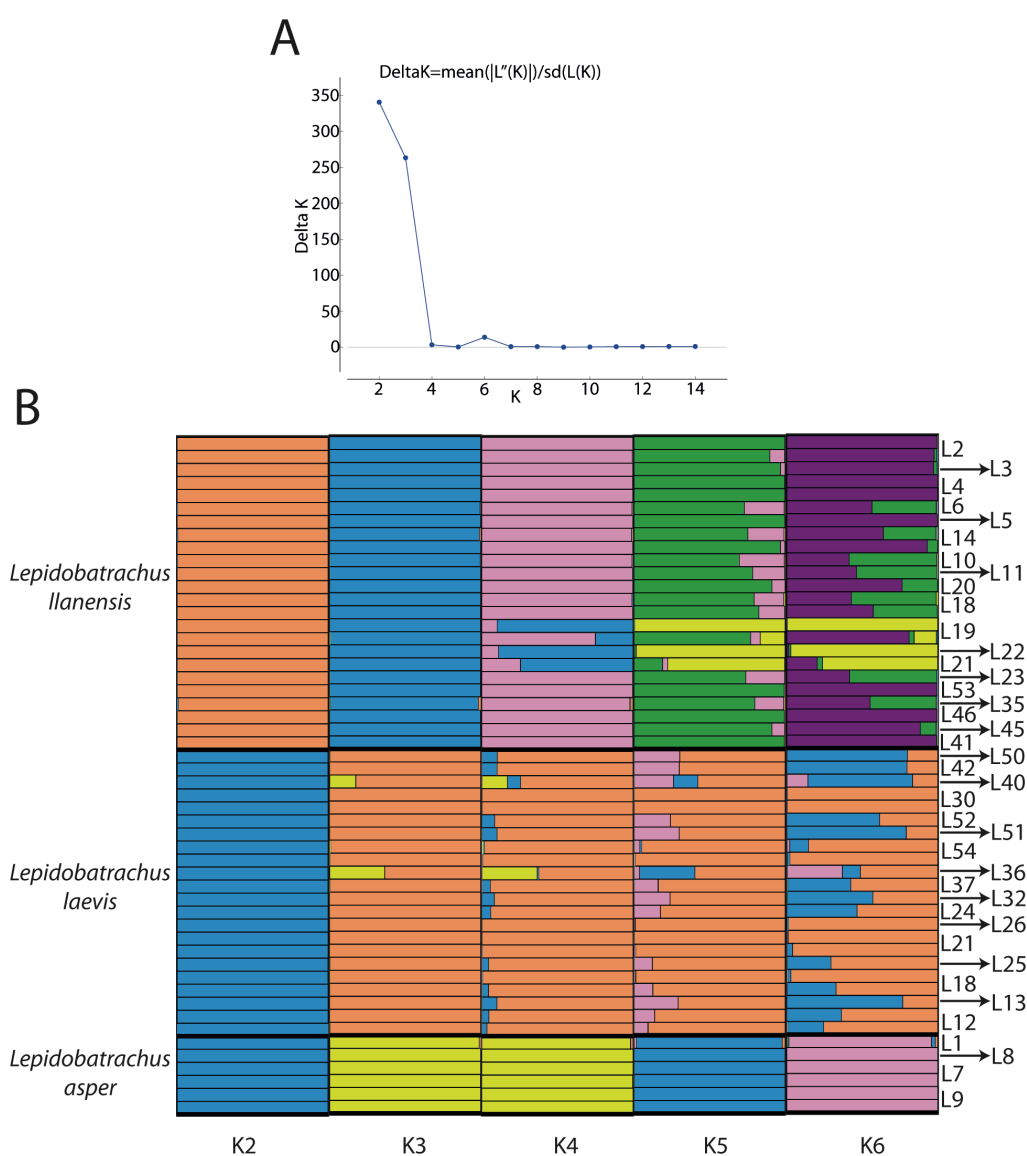 A
DeltaK=mean(|L''(K)|)/sd(L(K))
350
300
250
200
150
100
50
0
Delta K
2 4 6 8 10 12 14
K
B
L2
L3
L4
L6
L5
L14
L10
Lepidobatrachus
llanensis
L11
L20
L18
L19
L22
L21
L23
L53
L35
L46
L45
L41
L50
L42
L40
L30
L52
L51
L54
Lepidobatrachus
laevis
L36
L37
L32
L24
L26
L21
L25
L18
L13
L12
L1
Lepidobatrachus
asper
L8
L7
L9
K2 K3 K4 K5 K6